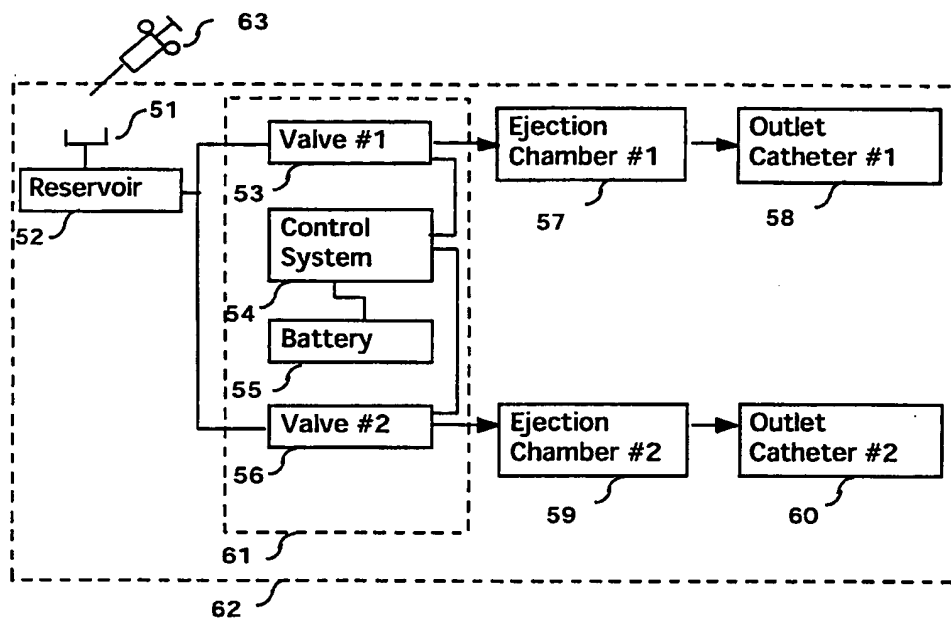 63
51
Reservoir
52
Valve #1
53
Control
System
54
Battery
55
Valve #2
56
Ejection
Chamber #1
57
Outlet
Catheter #1
58
Ejection
Chamber #2
59
Outlet
Catheter #2
60
61
62